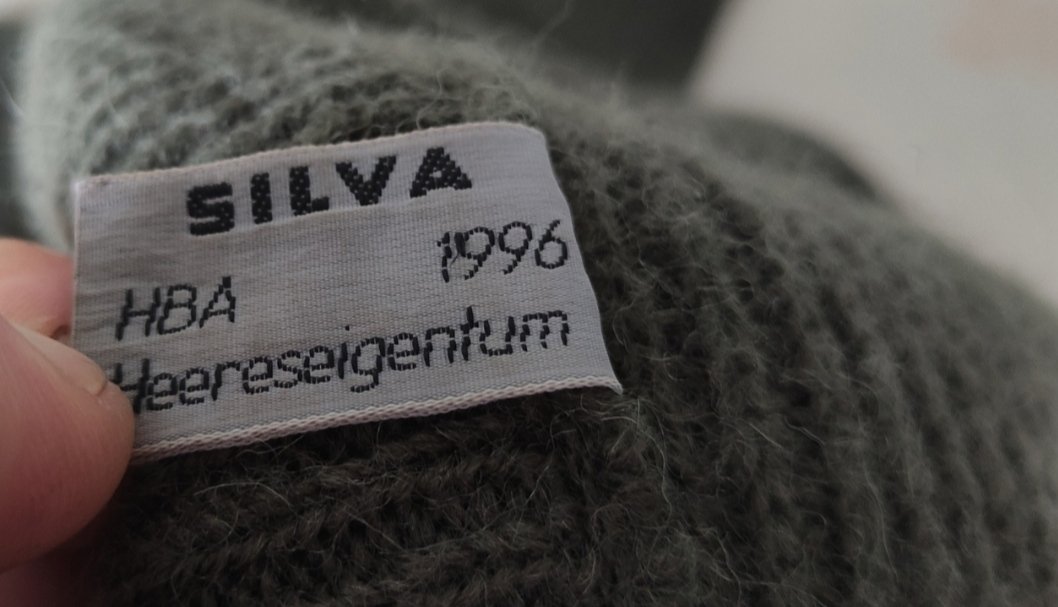 SILVA
1996
HBA
Heereseigentum